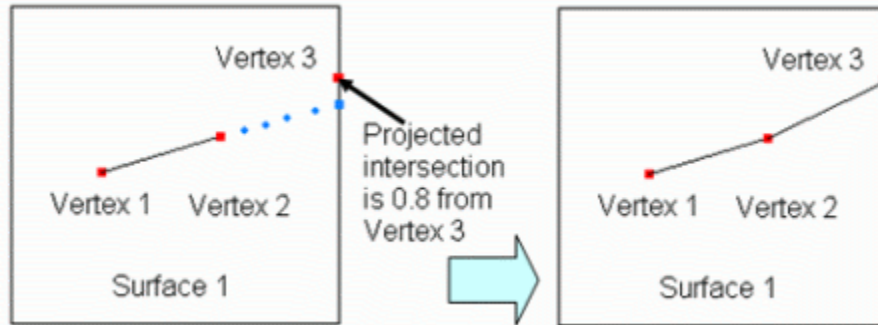 Vertex 3
Projected
intersection
is 0.8 from
Vertex 3
Vertex 1
Vertex 2
Surface 1
Vertex 3
Vertex 1
Vertex 2
Surface 1